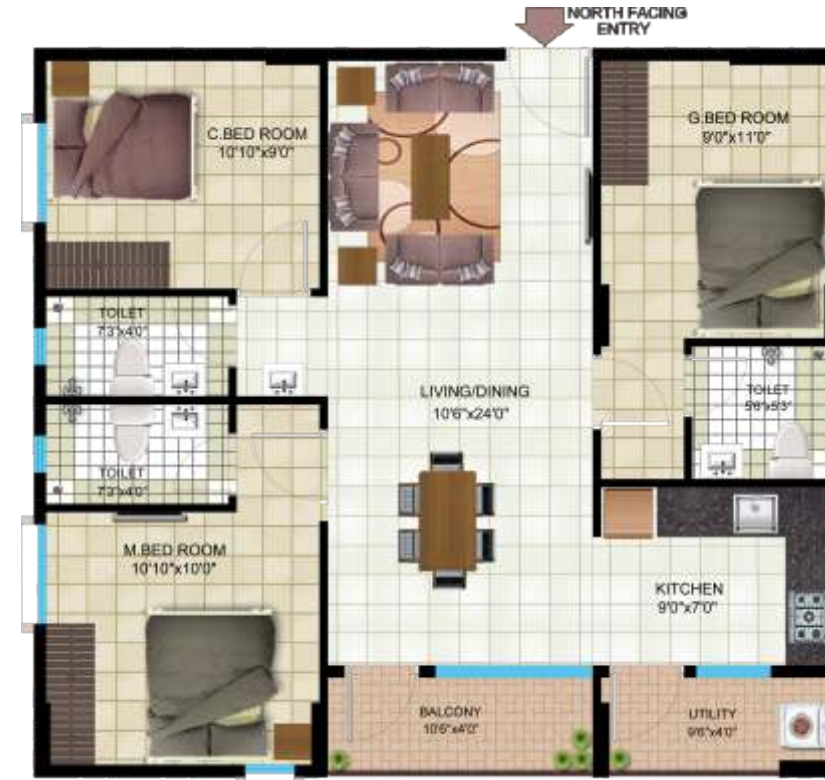 NORTH FACING
ENTRY
C.BED ROOM
10'10"x9'0"
G.BED ROOM
9'0"x11'0"
TOILET
7'3"x4'0"
LIVING/DINING
10'6"x24'0"
TOILET
5'6"x5'3"
TOILET
7'3"x4'0"
M.BED ROOM
10'10"x10'0"
KITCHEN
9'0"x7'0"
BALCONY
10'6"x4'0"
UTILITY
9'6"x4'0"